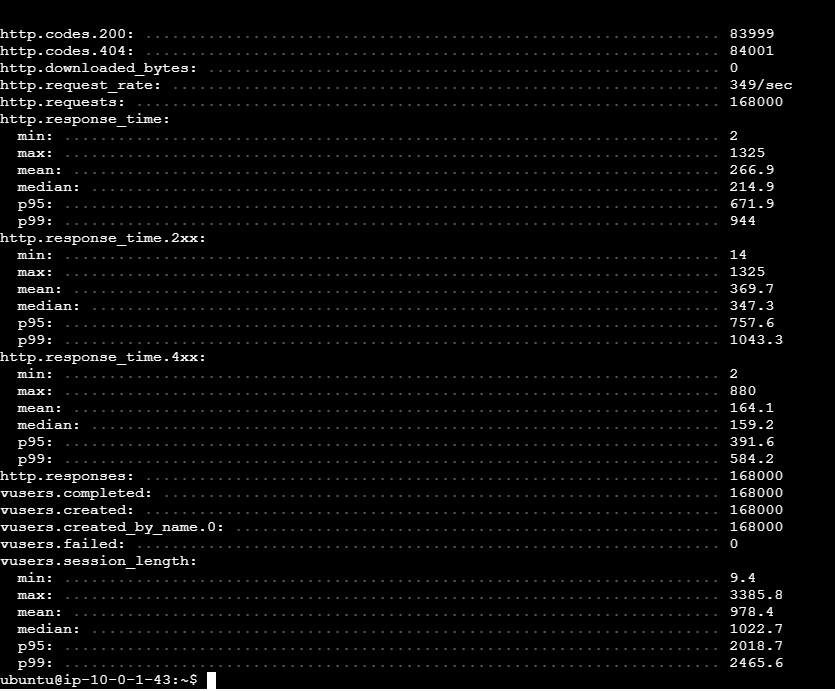 http.codes.200: ......................................................................... 83999
http.codes.404: ......................................................................... 84001
http.downloaded_bytes: .................................................................. 0
http.request_rate: ...................................................................... 349/sec
http.requests: .......................................................................... 168000
http.response_time:
  min: .................................................................................. 2
  max: .................................................................................. 1325
  mean: ................................................................................. 266.9
  median: ............................................................................... 214.9
  p95: .................................................................................. 671.9
  p99: .................................................................................. 944
http.response_time.2xx:
  min: .................................................................................. 14
  max: .................................................................................. 1325
  mean: ................................................................................. 369.7
  median: ............................................................................... 347.3
  p95: .................................................................................. 757.6
  p99: .................................................................................. 1043.3
http.response_time.4xx:
  min: .................................................................................. 2
  max: .................................................................................. 880
  mean: ................................................................................. 164.1
  median: ............................................................................... 159.2
  p95: .................................................................................. 391.6
  p99: .................................................................................. 584.2
http.responses: ......................................................................... 168000
vusers.completed: ....................................................................... 168000
vusers.created: ......................................................................... 168000
vusers.created_by_name.0: ............................................................... 168000
vusers.failed: .......................................................................... 0
vusers.session_length:
  min: .................................................................................. 9.4
  max: .................................................................................. 3385.8
  mean: ................................................................................. 978.4
  median: ............................................................................... 1022.7
  p95: .................................................................................. 2018.7
  p99: .................................................................................. 2465.6
ubuntu@ip-10-0-1-43:~$